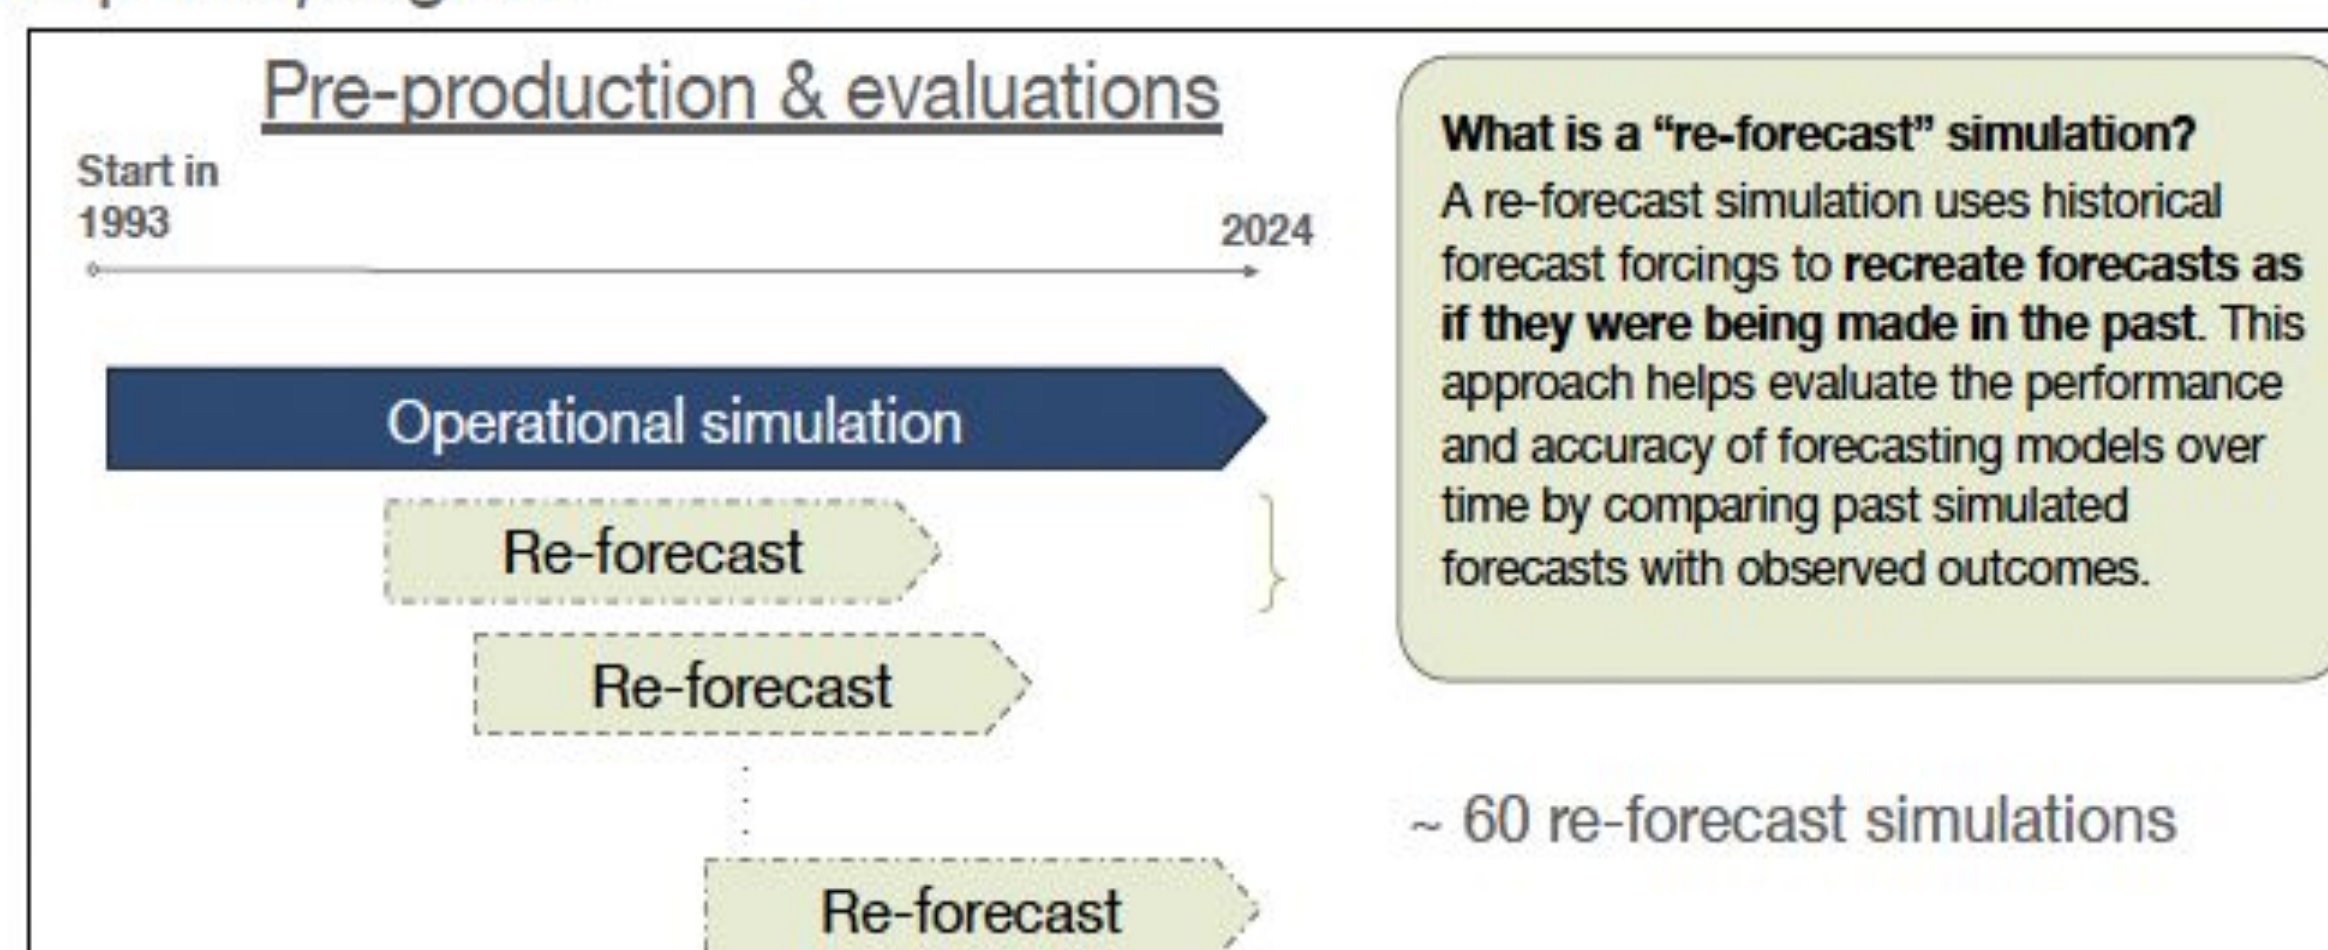 Pre-production & evaluations
Start in
1993
2024
Operational simulation
Re-forecast
Re-forecast
Re-forecast
What is a “re-forecast” simulation?
A re-forecast simulation uses historical
forecast forcings to recreate forecasts as
if they were being made in the past. This
approach helps evaluate the performance
and accuracy of forecasting models over
time by comparing past simulated
forecasts with observed outcomes.
~ 60 re-forecast simulations